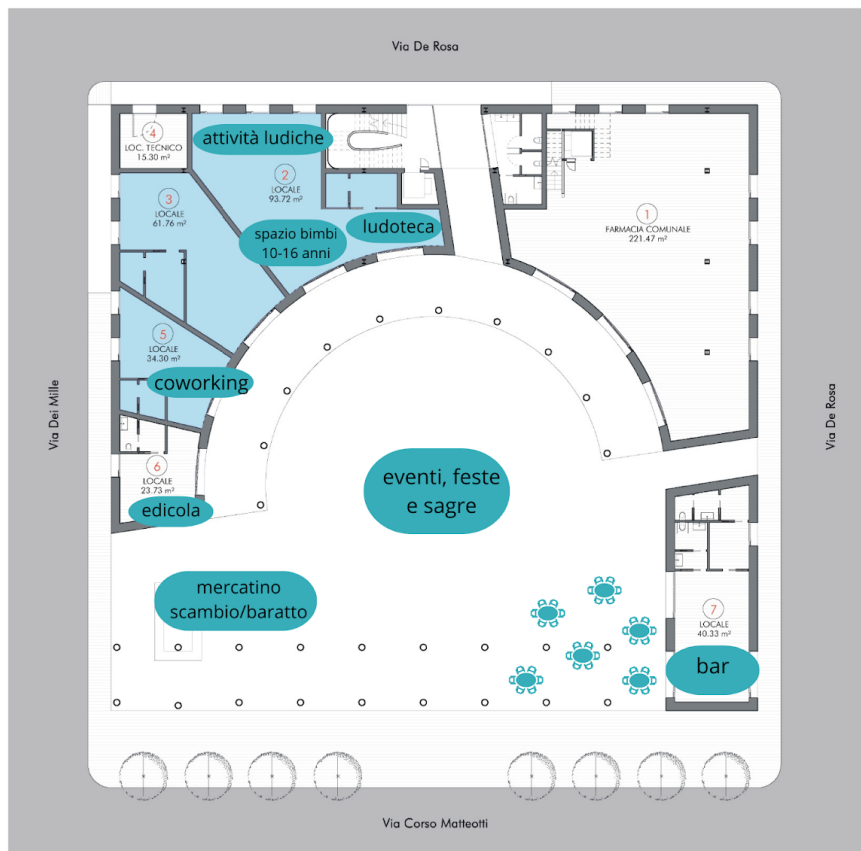 Via De Rosa
4
LOC. TECNICO
15.30 m²
attività ludiche
2
LOCALE
93.72 m²
3
LOCALE
61.76 m²
spazio bimbi
10-16 anni
ludoteca
1
FARMACIA COMUNALE
221.47 m²
5
LOCALE
34.30 m²
coworking
Via Dei Mille
Via De Rosa
6
LOCALE
23.73 m²
edicola
eventi, feste
e sagre
mercatino
scambio/baratto
7
LOCALE
40.33 m²
bar
Via Corso Matteotti